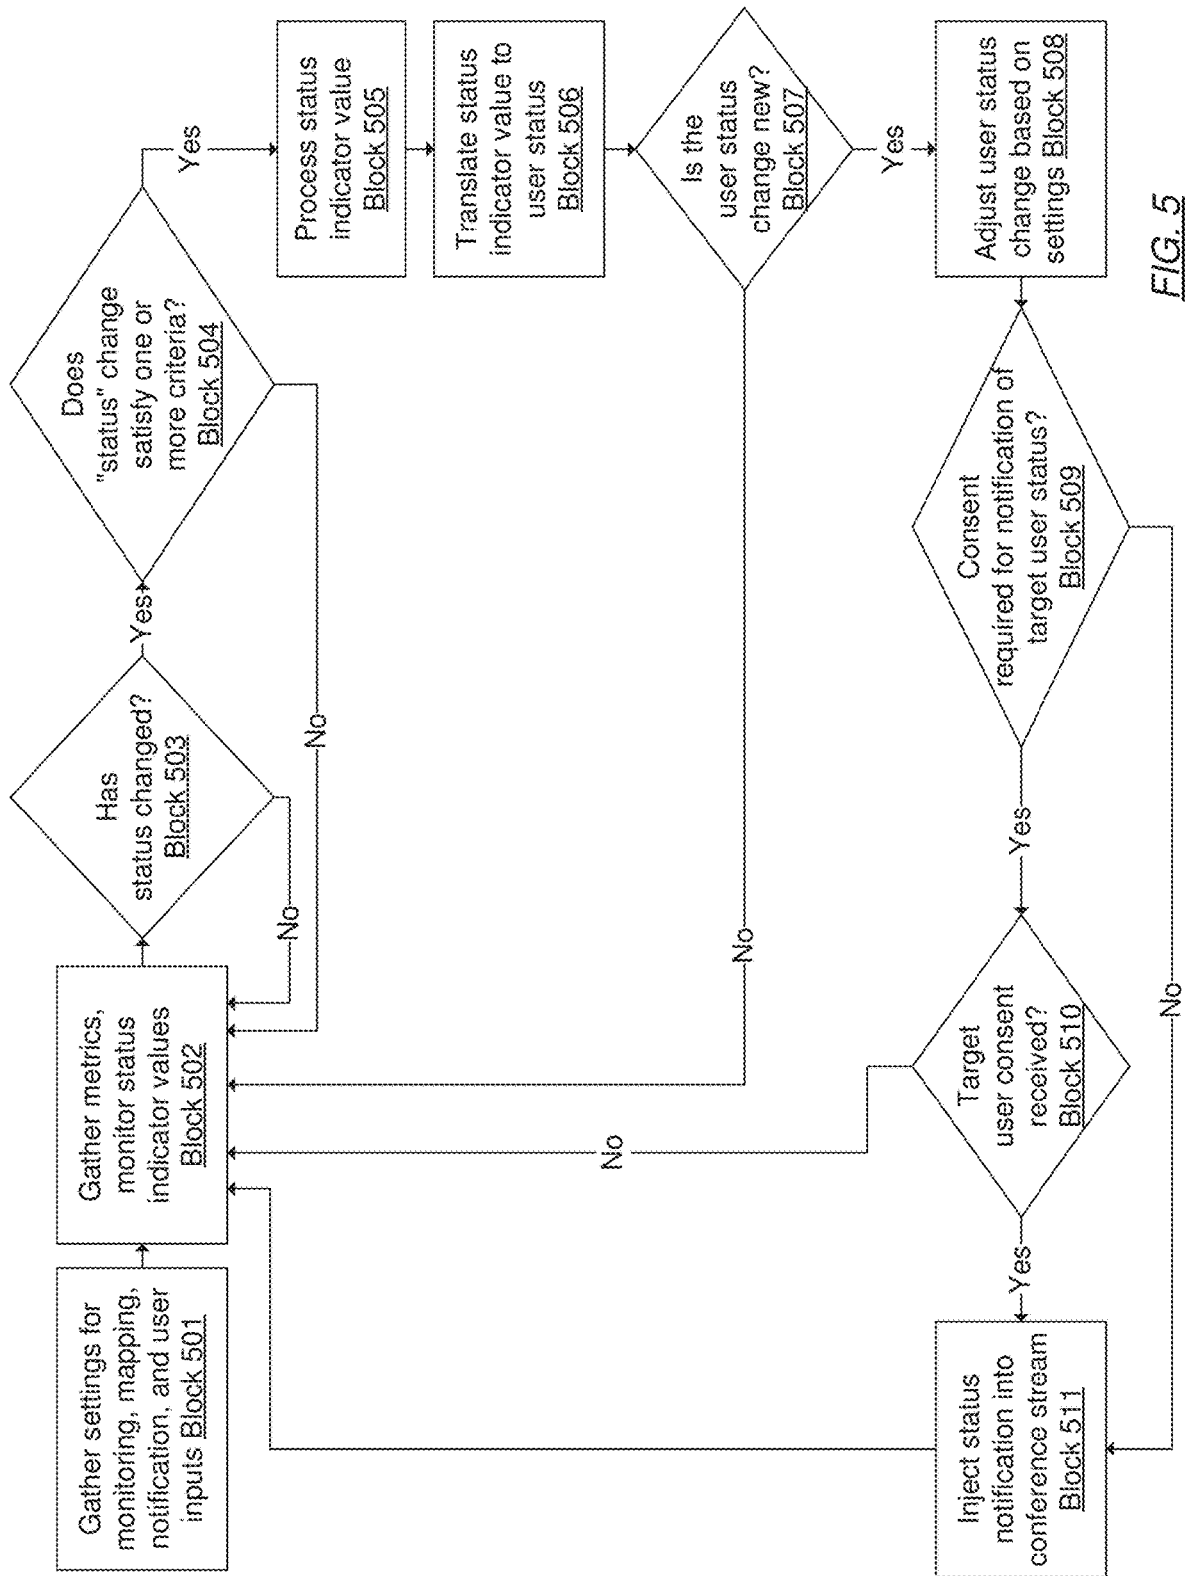 Gather settings for
monitoring, mapping,
notification, and user
inputs Block 501
Gather metrics,
monitor status
indicator values
Block 502
Has
status changed?
Block 503
Yes
No
Does
"status" change
satisfy one or
more criteria?
Block 504
Yes
No
Process status
indicator value
Block 505
Translate status
indicator value to
user status
Block 506
Is the
user status
change new?
Block 507
No
Yes
Adjust user status
change based on
settings Block 508
Consent
required for notification of
target user status?
Block 509
Yes
No
Target
user consent
received?
Block 510
No
Yes
Inject status
notification into
conference stream
Block 511
FIG. 5